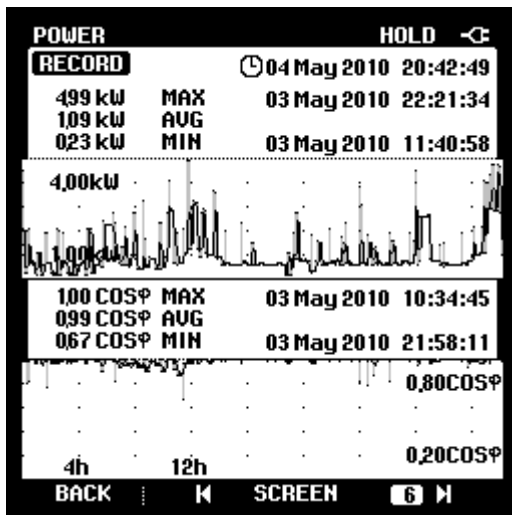 POWER HOLD
RECORD 04 May 2010 20:42:49
4,99 kW MAX 03 May 2010 22:21:34
1,09 kW AVG
0,23 kW MIN 03 May 2010 11:40:58
4,00kW
1,00kW
1,00 COSφ MAX 03 May 2010 10:34:45
0,99 COSφ AVG
0,67 COSφ MIN 03 May 2010 21:58:11
0,80COSφ
0,20COSφ
4h 12h
BACK SCREEN 6